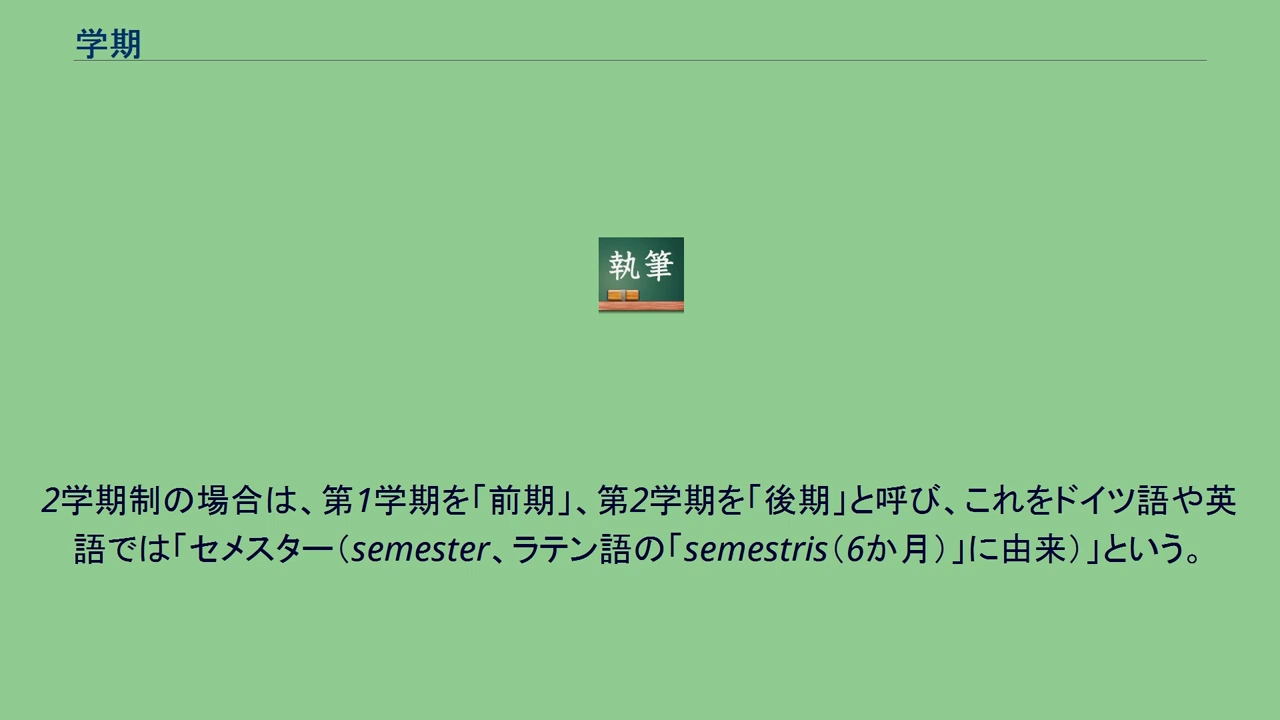 学期
執筆
2学期制の場合は、第1学期を「前期」、第2学期を「後期」と呼び、これをドイツ語や英
語では「セメスター（semester、ラテン語の「semestris（6か月）」に由来）」という。